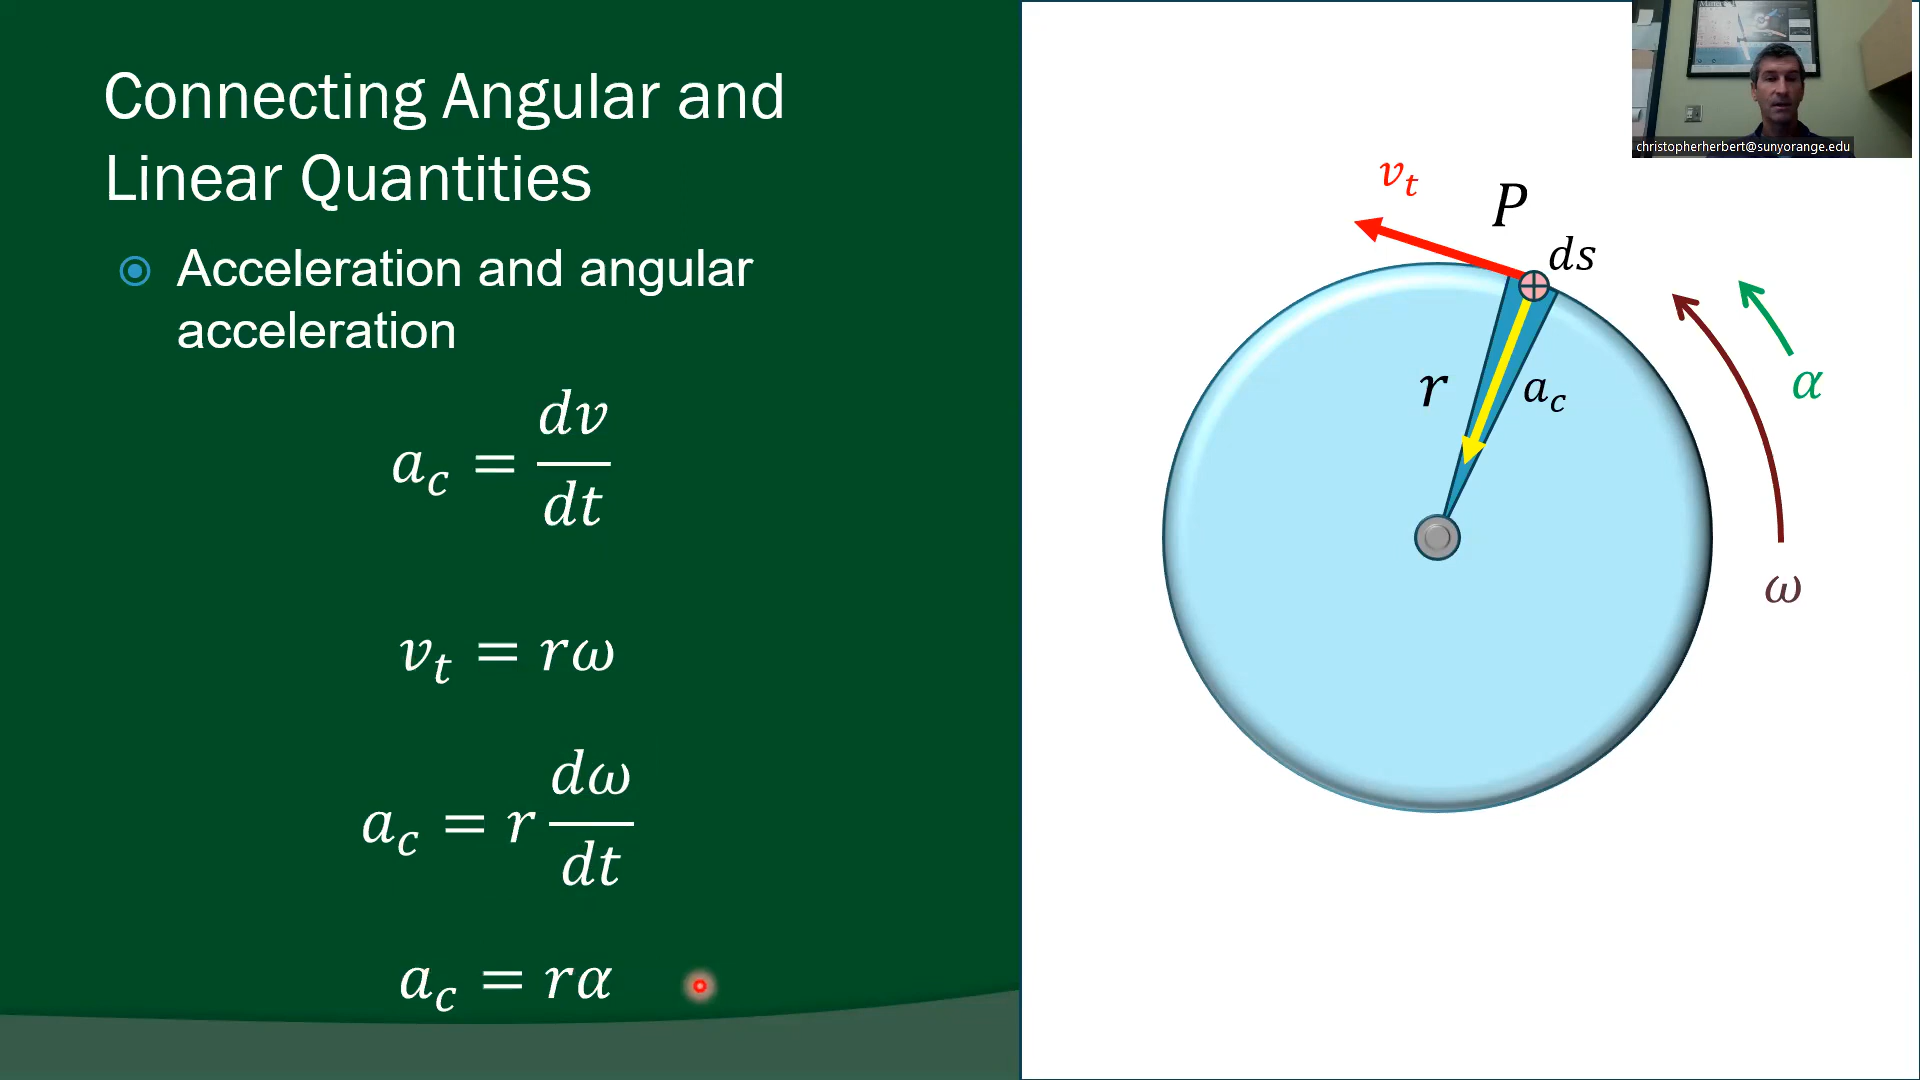 Connecting Angular and
Linear Quantities
Acceleration and angular
acceleration
a_c = dv/dt
v_t = rω
a_c = r dω/dt
a_c = rα
christopherherbert@sunyorange.edu
v_t
P
ds
r
a_c
α
ω